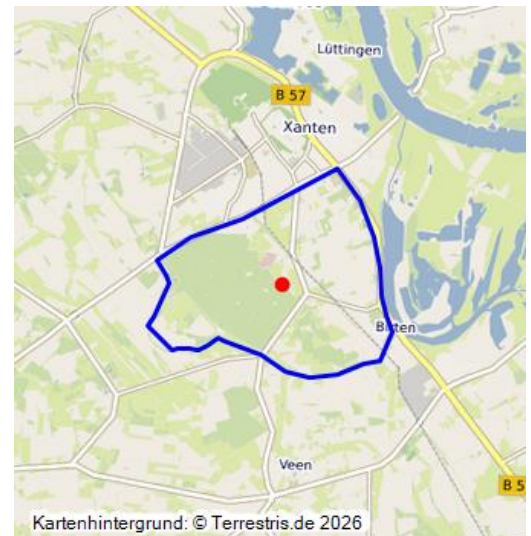 Lüttingen
B 57
Xanten
Birten
Veen
B 5
Kartenhintergrund: © Terrestris.de 2026